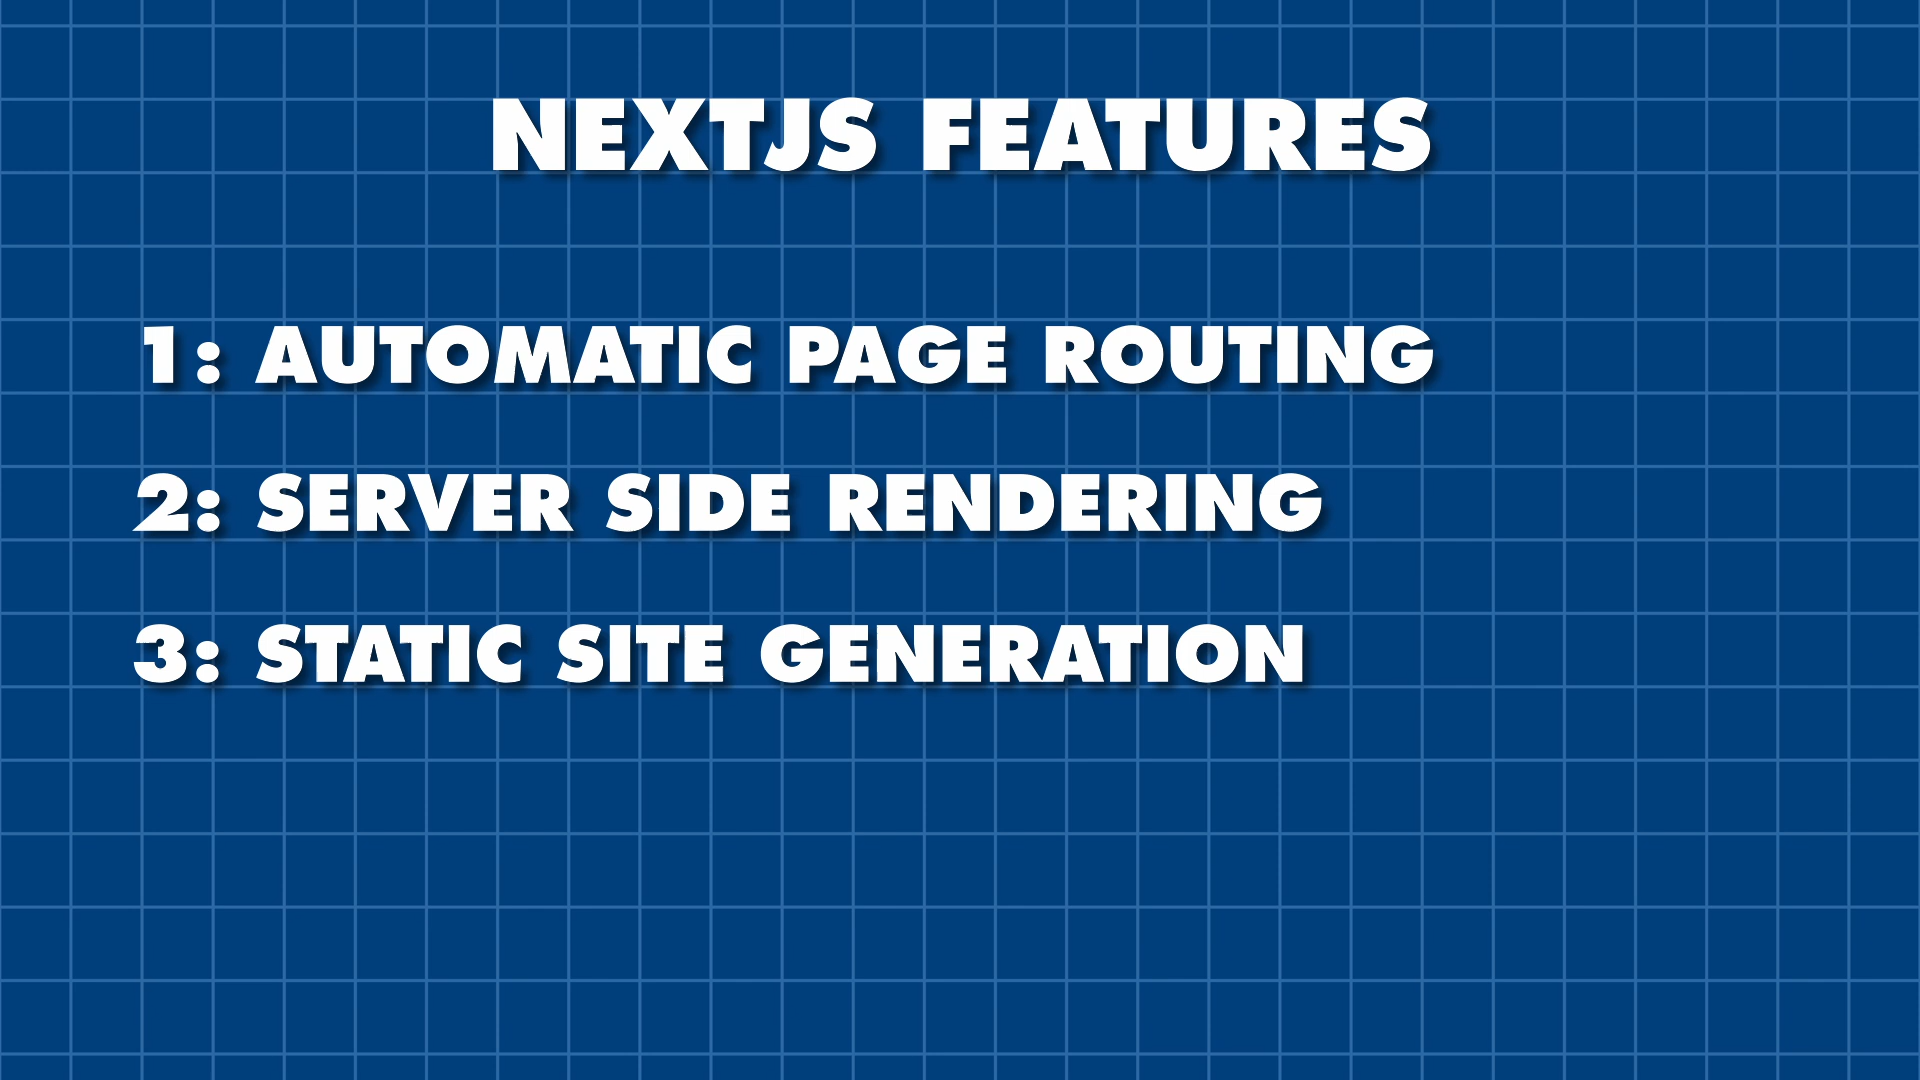 NEXTJS FEATURES
1: AUTOMATIC PAGE ROUTING
2: SERVER SIDE RENDERING
3: STATIC SITE GENERATION